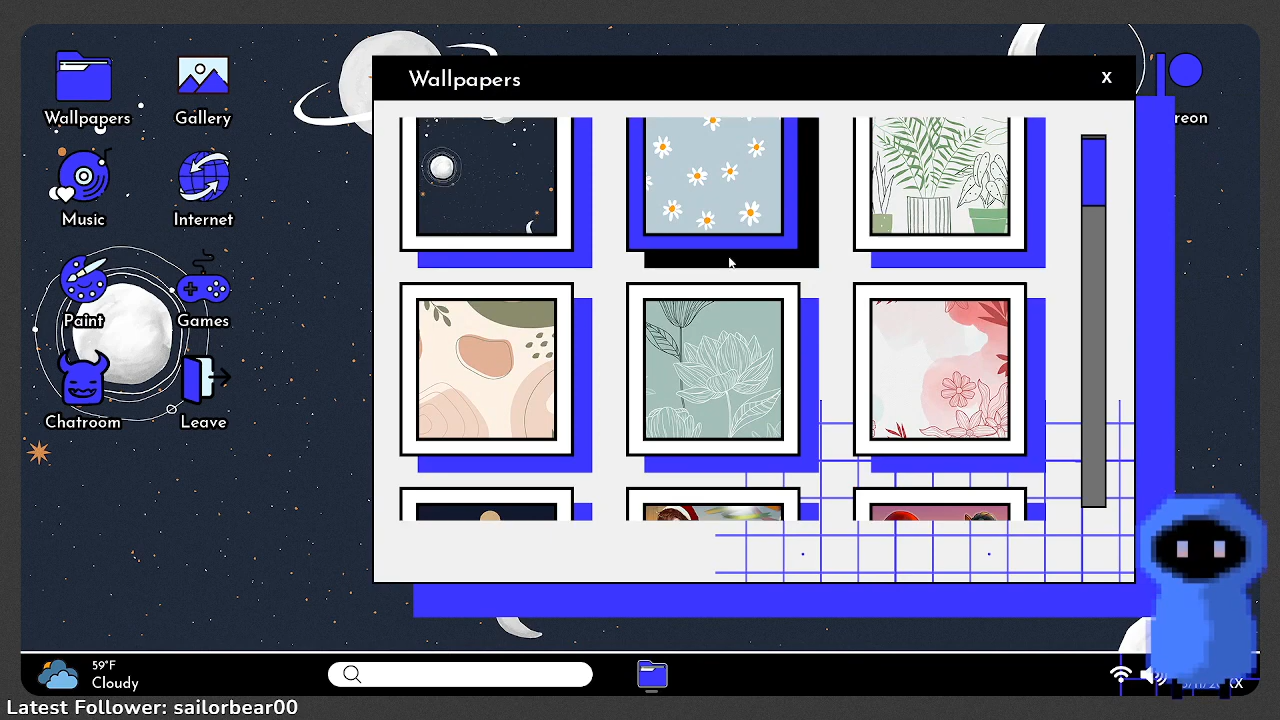 Wallpapers
X
Wallpapers
Gallery
reon
Music
Internet
Paint
Games
Chatroom
Leave
59°F
Cloudy
Latest Follower: sailorbear00